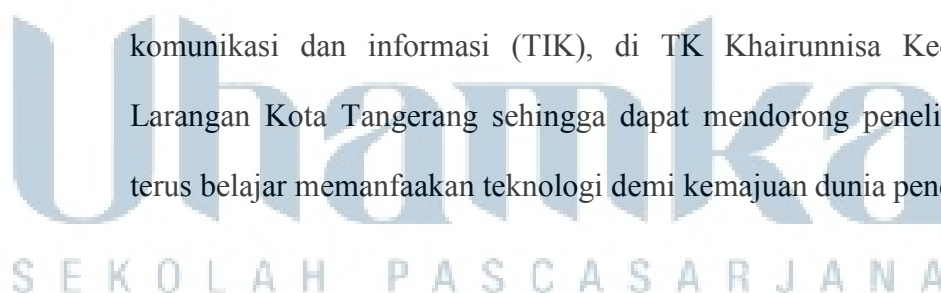 komunikasi dan informasi (TIK), di TK Khairunnisa
Larangan Kota Tangerang sehingga dapat mendorong
terus belajar memanfaakan teknologi demi kemajuan dunia
Uhamka
SEKOLAH PASCASARJANA